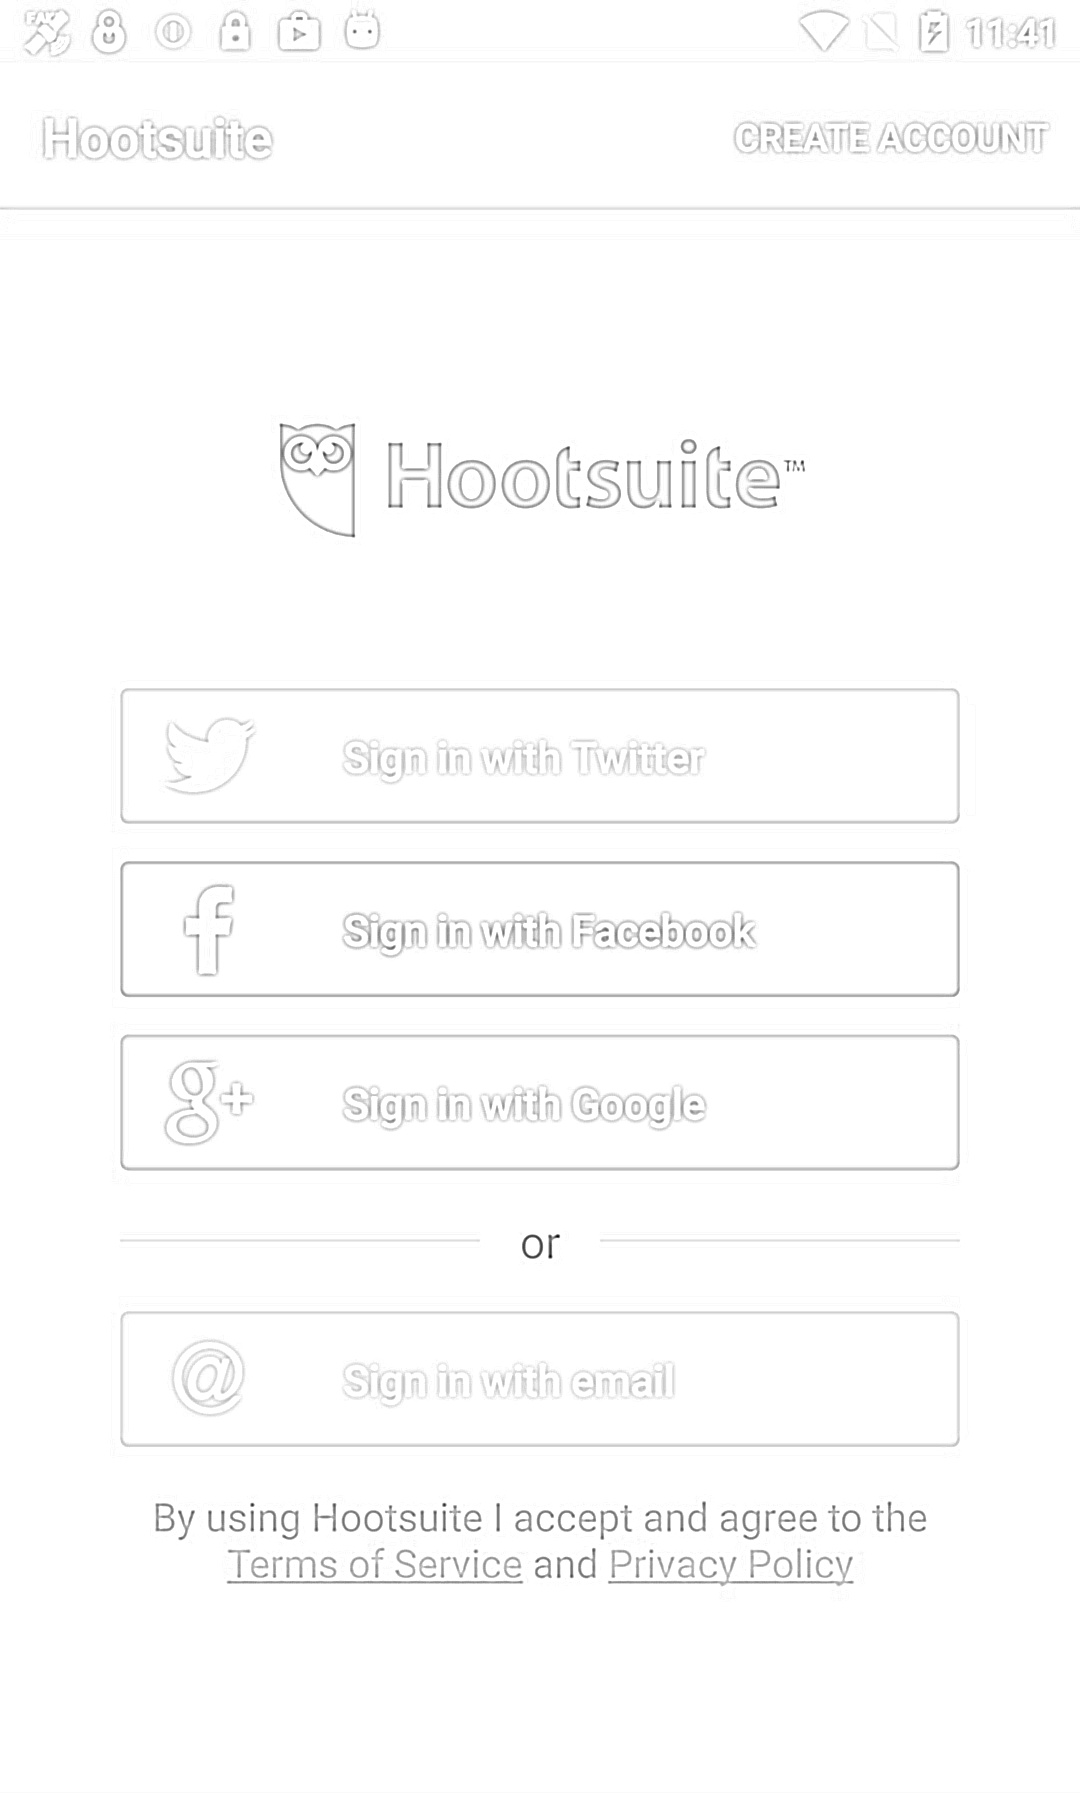 FAKE
11:41
Hootsuite
CREATE ACCOUNT
Hootsuite™
Sign in with Twitter
Sign in with Facebook
g+
Sign in with Google
or
@
Sign in with email
By using Hootsuite I accept and agree to the
Terms of Service and Privacy Policy